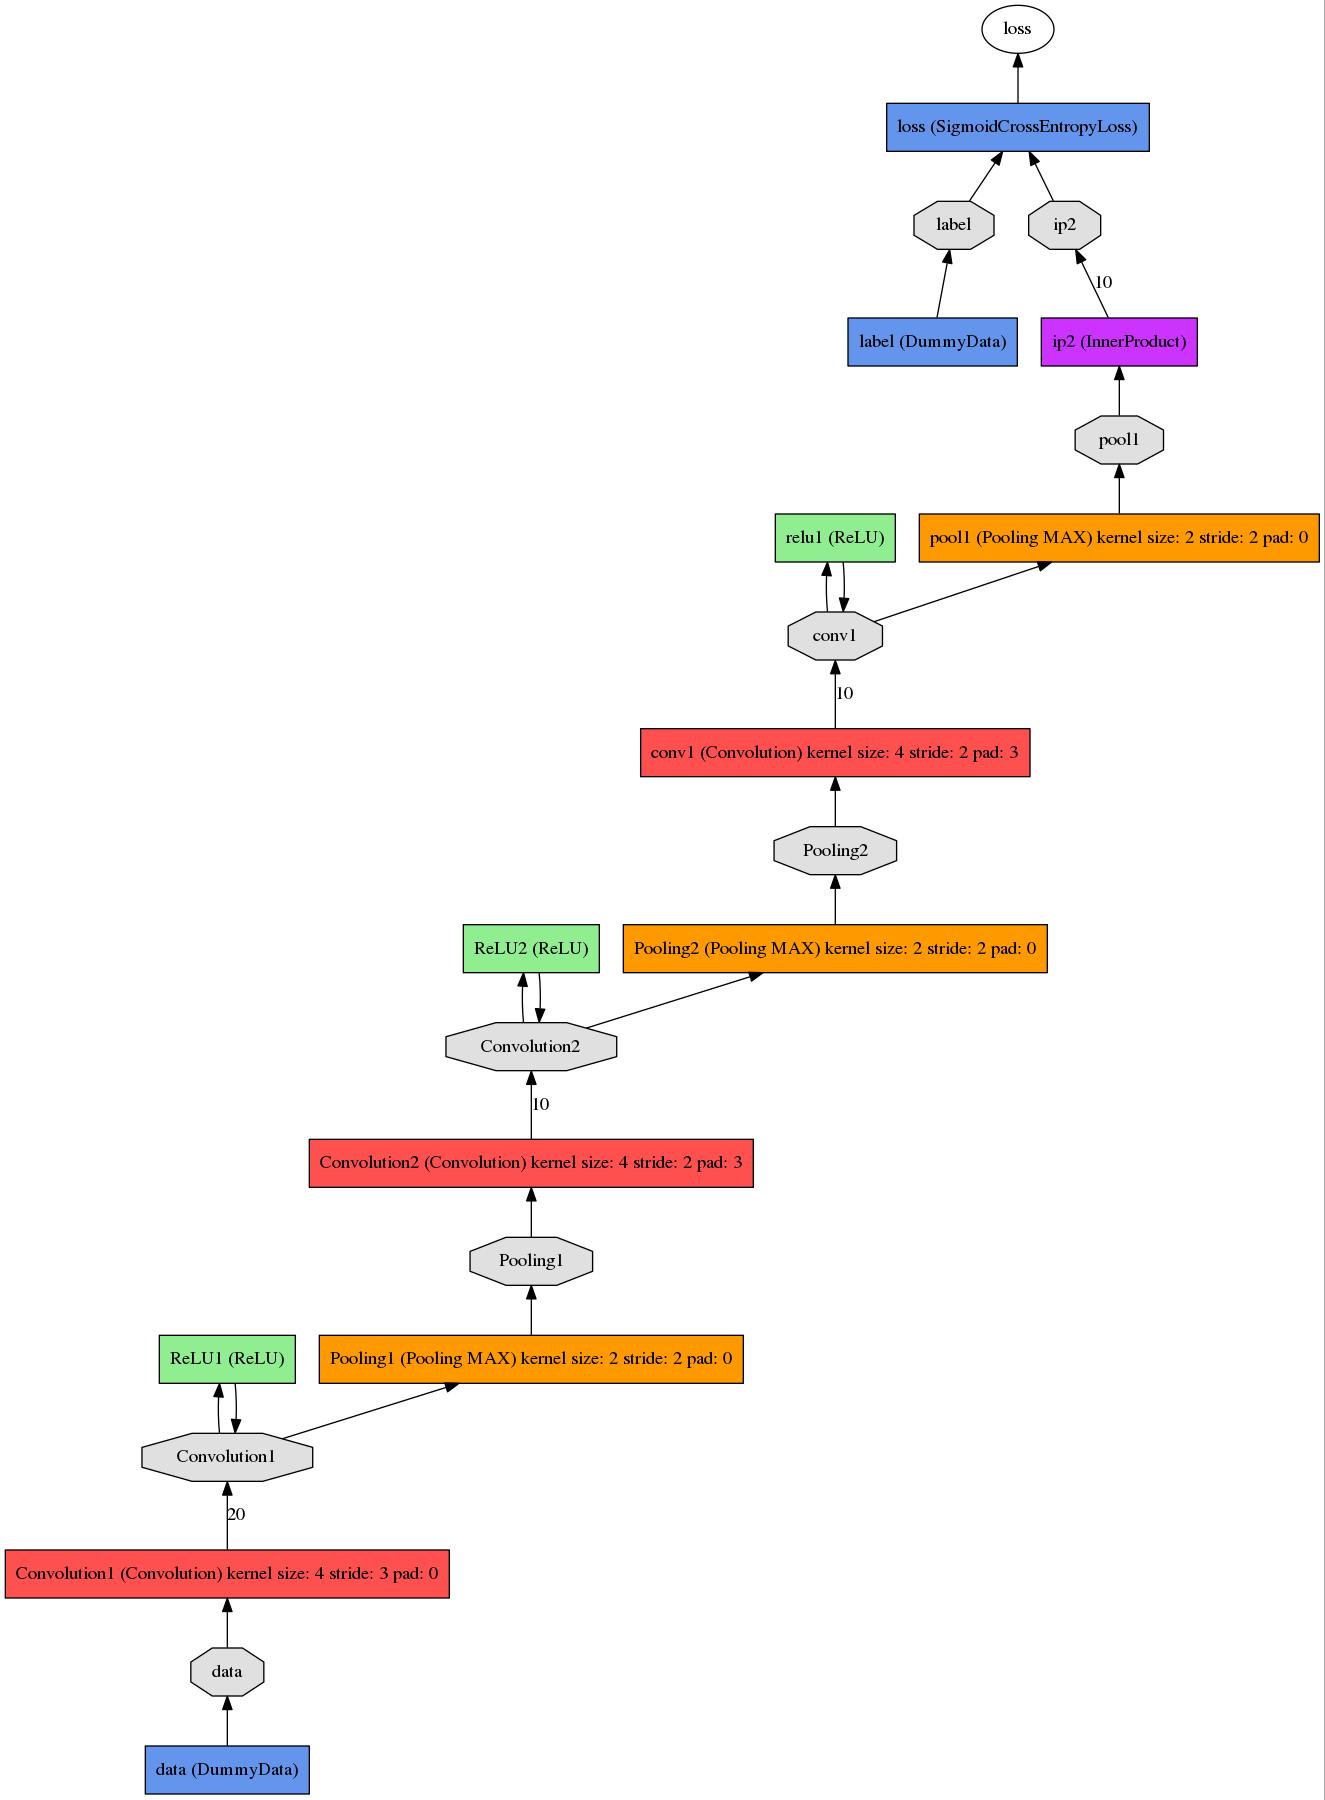 loss
loss (SigmoidCrossEntropyLoss)
label
ip2
10
label (DummyData)
ip2 (InnerProduct)
pool1
relu1 (ReLU)
pool1 (Pooling MAX) kernel size: 2 stride: 2 pad: 0
conv1
10
conv1 (Convolution) kernel size: 4 stride: 2 pad: 3
Pooling2
ReLU2 (ReLU)
Pooling2 (Pooling MAX) kernel size: 2 stride: 2 pad: 0
Convolution2
10
Convolution2 (Convolution) kernel size: 4 stride: 2 pad: 3
Pooling1
ReLU1 (ReLU)
Pooling1 (Pooling MAX) kernel size: 2 stride: 2 pad: 0
Convolution1
20
Convolution1 (Convolution) kernel size: 4 stride: 3 pad: 0
data
data (DummyData)